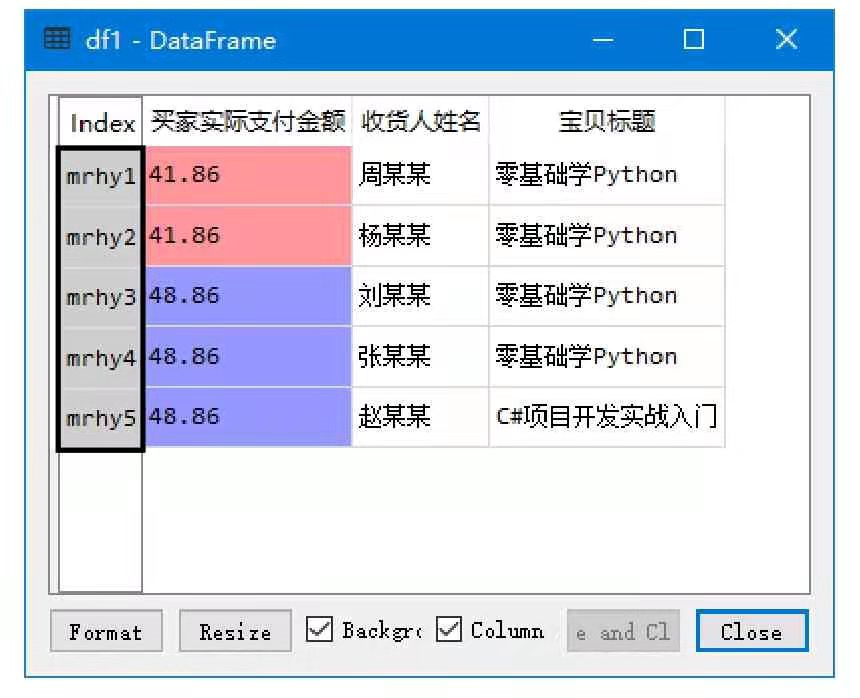 df1 - DataFrame
Index 买家实际支付金额 收货人姓名 宝贝标题
mrhy1 41.86 周某某 零基础学Python
mrhy2 41.86 杨某某 零基础学Python
mrhy3 48.86 刘某某 零基础学Python
mrhy4 48.86 张某某 零基础学Python
mrhy5 48.86 赵某某 C#项目开发实战入门
Format Resize Backgr Column e and Cl Close